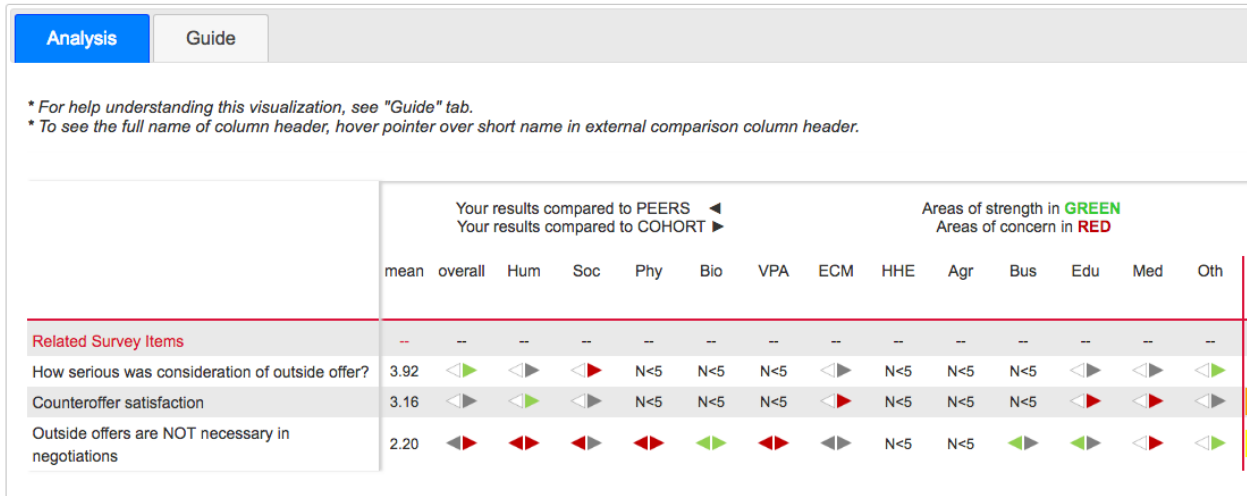 Analysis Guide
* For help understanding this visualization, see "Guide" tab.
* To see the full name of column header, hover pointer over short name in external comparison column header.
Your results compared to PEERS ◄ Areas of strength in GREEN
Your results compared to COHORT ► Areas of concern in RED
mean overall Hum Soc Phy Bio VPA ECM HHE Agr Bus Edu Med Oth
Related Survey Items -- -- -- -- -- -- -- -- -- -- -- -- -- --
How serious was consideration of outside offer? 3.92 N<5 N<5 N<5 N<5 N<5 N<5
Counteroffer satisfaction 3.16 N<5 N<5 N<5 N<5 N<5 N<5
Outside offers are NOT necessary in
negotiations 2.20 N<5 N<5